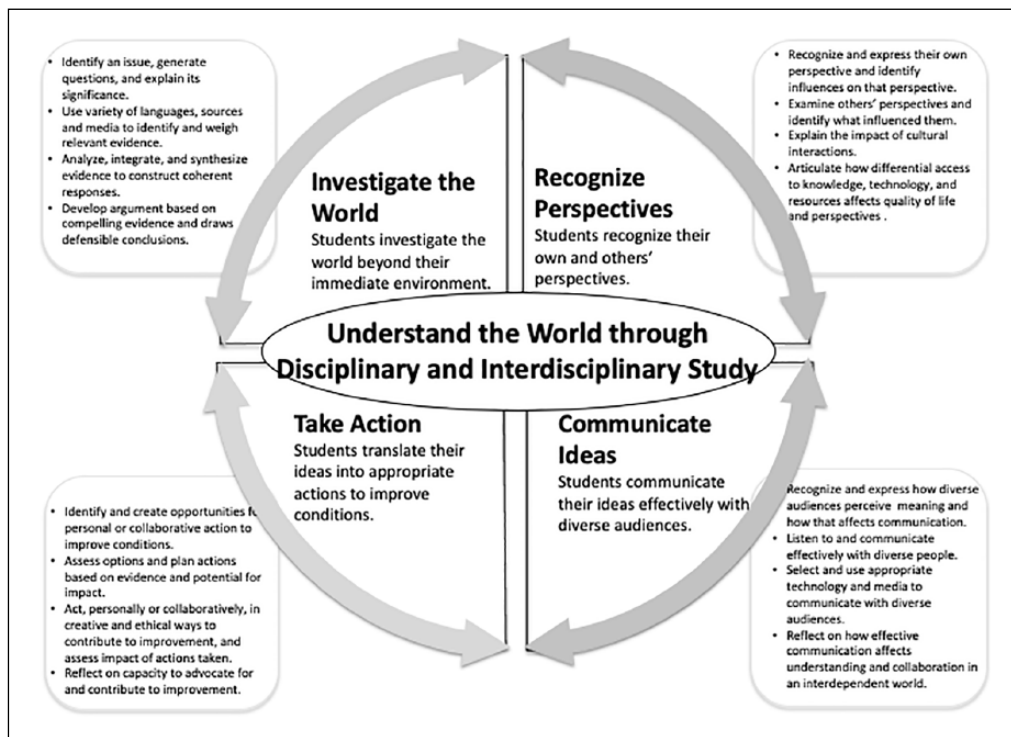 • Identify an issue, generate
questions, and explain its
significance.
• Use variety of languages, sources
and media to identify and weigh
relevant evidence.
• Analyze, integrate, and synthesize
evidence to construct coherent
responses.
• Develop argument based on
compelling evidence and draws
defensible conclusions.
Investigate the
World
Students investigate the
world beyond their
immediate environment.
Recognize
Perspectives
Students recognize their
own and others'
perspectives.
• Recognize and express their own
perspective and identify
influences on that perspective.
• Examine others' perspectives and
identify what influenced them.
• Explain the impact of cultural
interactions.
• Articulate how differential access
to knowledge, technology, and
resources affects quality of life
and perspectives .
Understand the World through
Disciplinary and Interdisciplinary Study
Take Action
Students translate their
ideas into appropriate
actions to improve
conditions.
Communicate
Ideas
Students communicate
their ideas effectively with
diverse audiences.
• Identify and create opportunities
personal or collaborative action to
improve conditions.
• Assess options and plan actions
based on evidence and potential for
impact.
• Act, personally or collaboratively, in
creative and ethical ways to
contribute to improvement, and
assess impact of actions taken.
• Reflect on capacity to advocate for
and contribute to improvement.
Recognize and express how diverse
audiences perceive meaning and
how that affects communication.
• Listen to and communicate
effectively with diverse people.
• Select and use appropriate
technology and media to
communicate with diverse
audiences.
• Reflect on how effective
communication affects
understanding and collaboration in
an interdependent world.